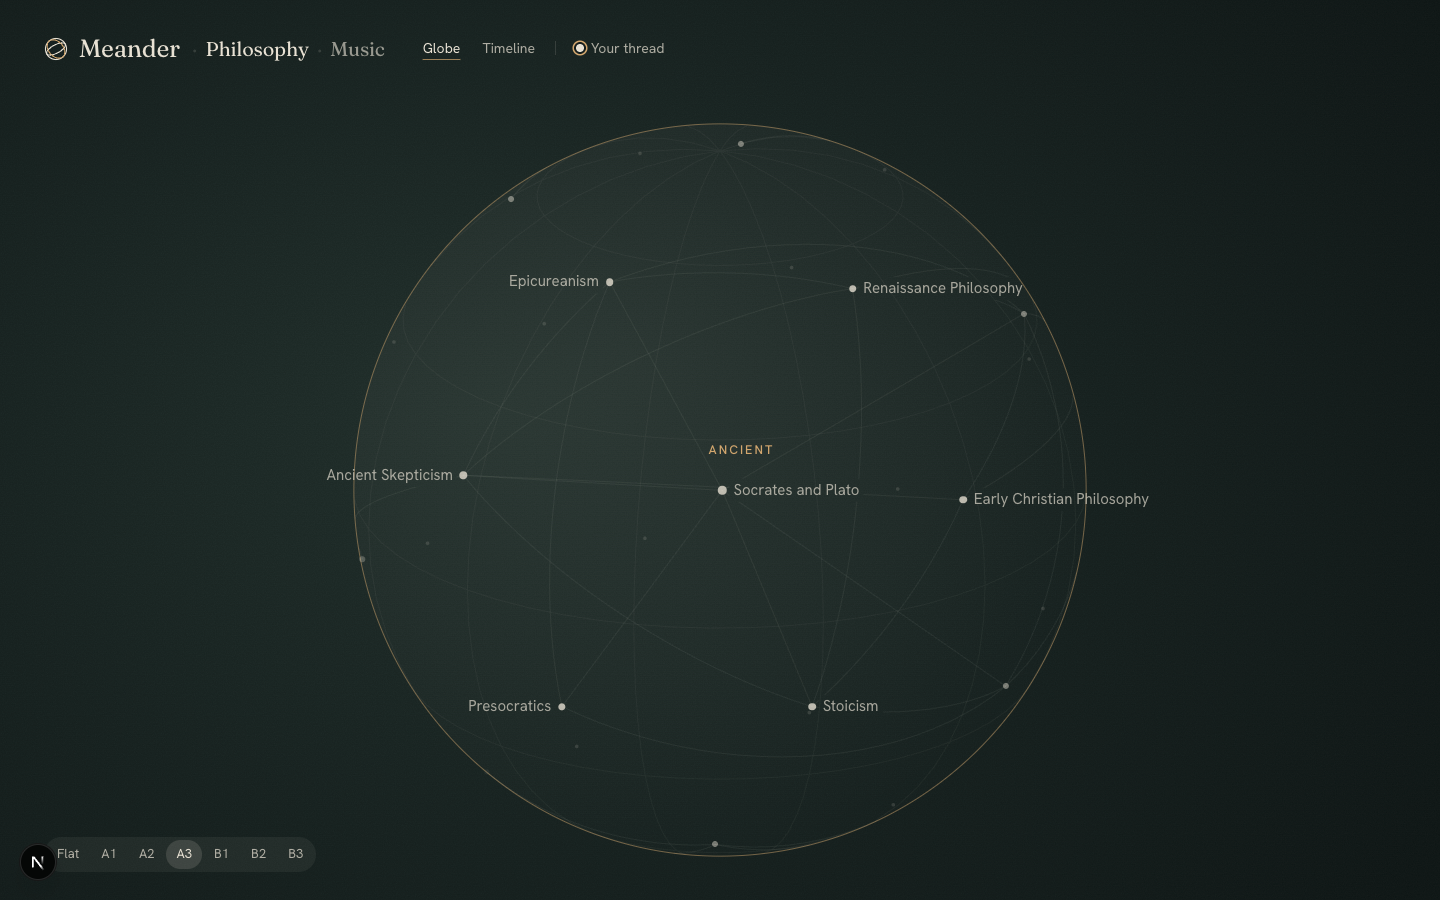 Meander · Philosophy · Music Globe Timeline Your thread
Epicureanism
Renaissance Philosophy
ANCIENT
Ancient Skepticism
Socrates and Plato
Early Christian Philosophy
Presocratics
Stoicism
N Flat A1 A2 A3 B1 B2 B3